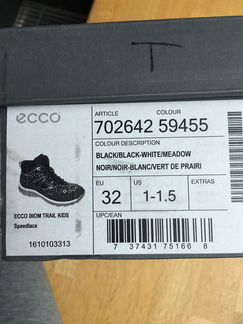 T
ecco
ARTICLE COLOUR
702642 59455
COLOUR DESCRIPTION
BLACK/BLACK-WHITE/MEADOW
NOIR/NOIR-BLANC/VERT DE PRAIRI
EU US EXTRAS
32 1-1.5
ECCO BIOM TRAIL KIDS
Speedlace
1610103313
UPC/EAN
7 37431 75166 8